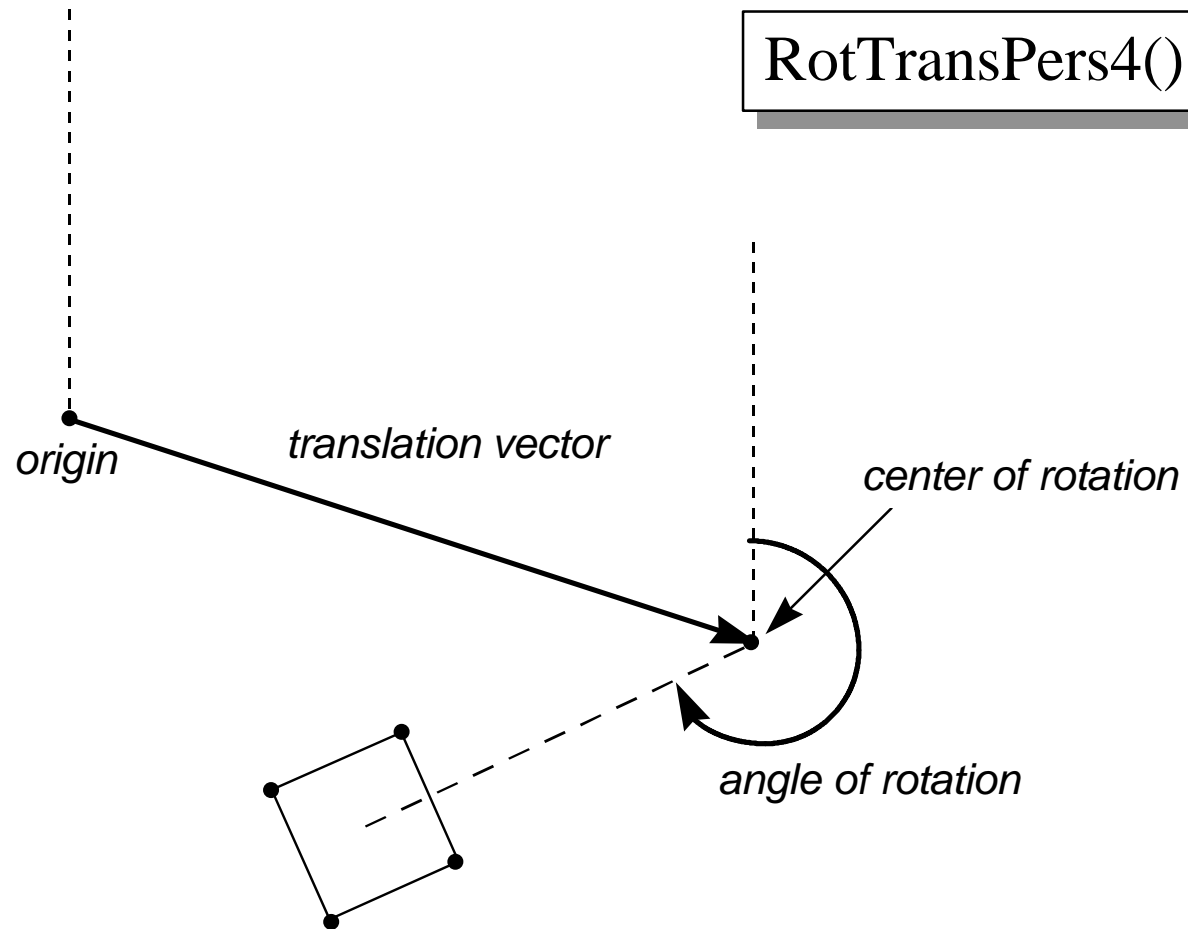 RotTransPers4()
origin
translation vector
center of rotation
angle of rotation